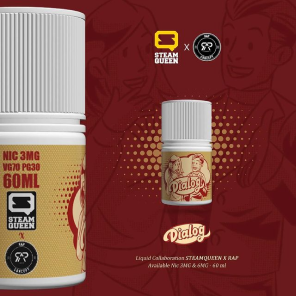 STEAM
QUEEN
X
RAP
NIC 3MG
VG70 PG30
60ML
STEAM
QUEEN
X
Dialog
Dialog
Liquid Collaboration STEAMQUEEN X RAP
Available Nic 3MG & 6MG - 60 ml